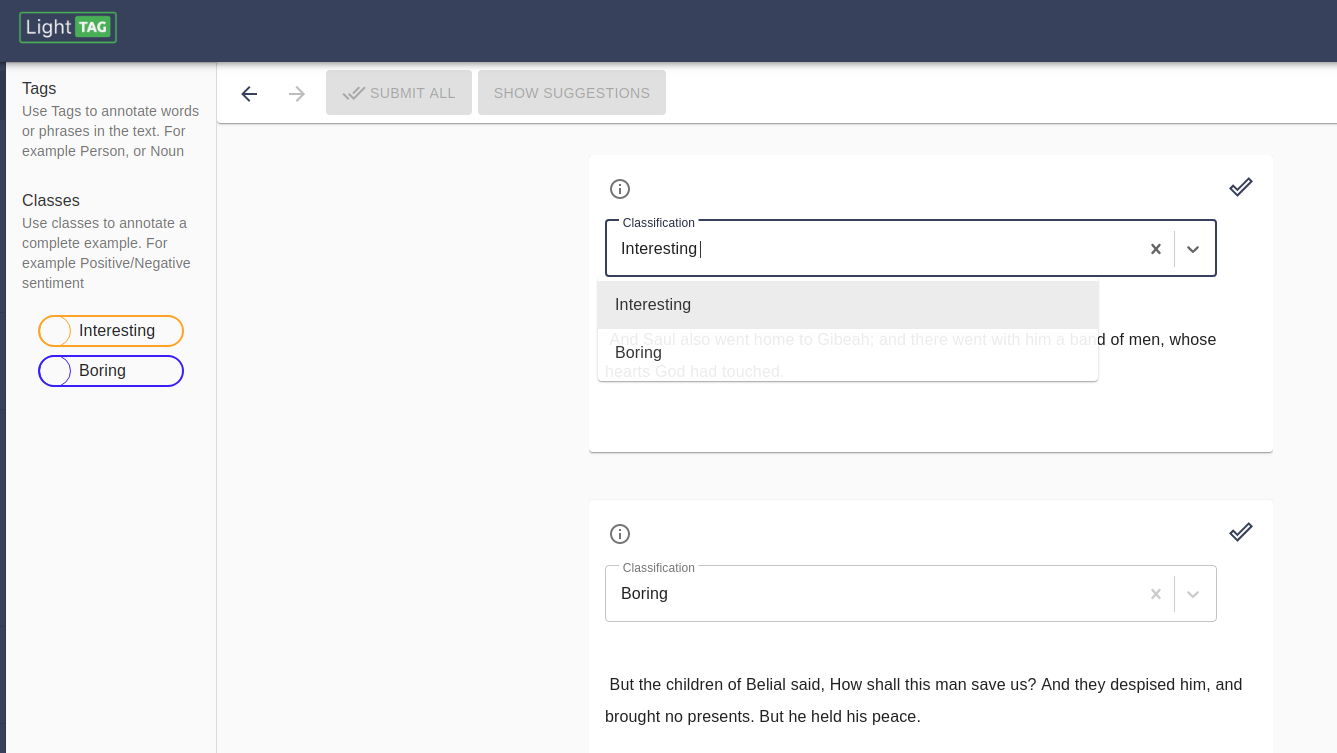 Light TAG
Tags
Use Tags to annotate words
or phrases in the text. For
example Person, or Noun
Classes
Use classes to annotate a
complete example. For
example Positive/Negative
sentiment
Interesting
Boring
SUBMIT ALL
SHOW SUGGESTIONS
Classification
Interesting
Interesting
And Saul also went home to Gibeah; and there went with him a band of men, whose
Boring
hearts God had touched.
Classification
Boring
But the children of Belial said, How shall this man save us? And they despised him, and
brought no presents. But he held his peace.